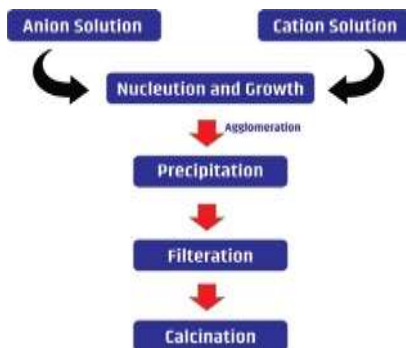 Anion Solution
Cation Solution
Nucleution and Growth
Agglomeration
Precipitation
Filteration
Calcination